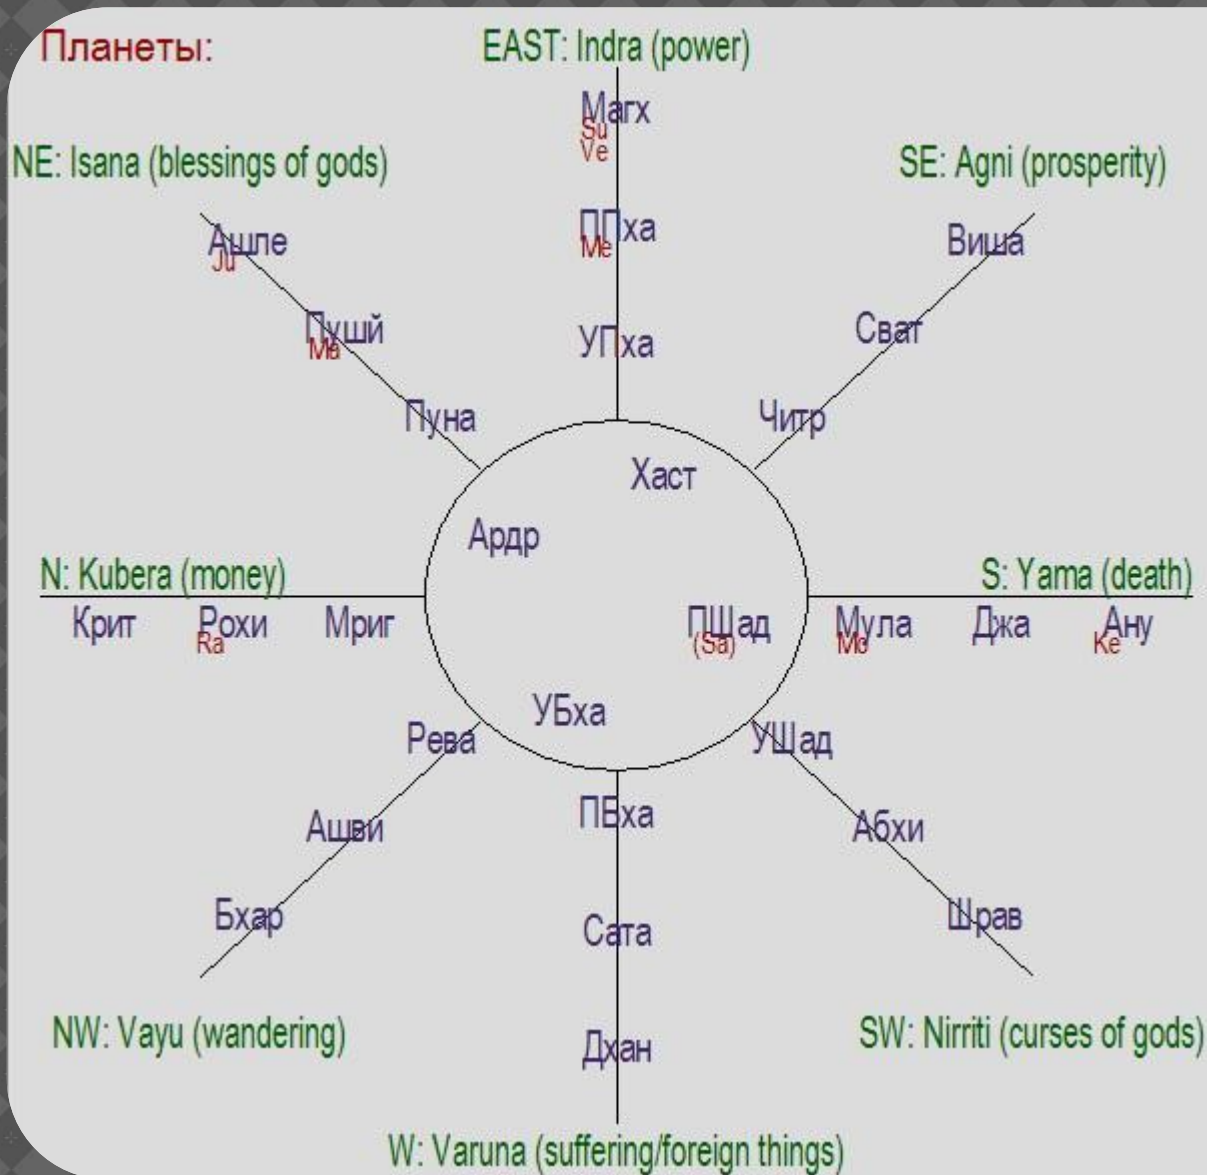 Планеты:
EAST: Indra (power)
Магх
Su
Ve
NE: Isana (blessings of gods)
SE: Agni (prosperity)
ППха
Me
Ашле
Ju
Виша
Пушй
Ma
УПха
Сват
Пуна
Читр
Хаст
Ардр
N: Kubera (money)
S: Yama (death)
Крит Рохи Мриг
Ra
ПШад Мула Джа Ану
(Sa) Mo Ke
УБха
Рева
УШад
ПБха
Ашви
Абхи
Бхар
Шрав
Сата
NW: Vayu (wandering)
SW: Nirriti (curses of gods)
Дхан
W: Varuna (suffering/foreign things)